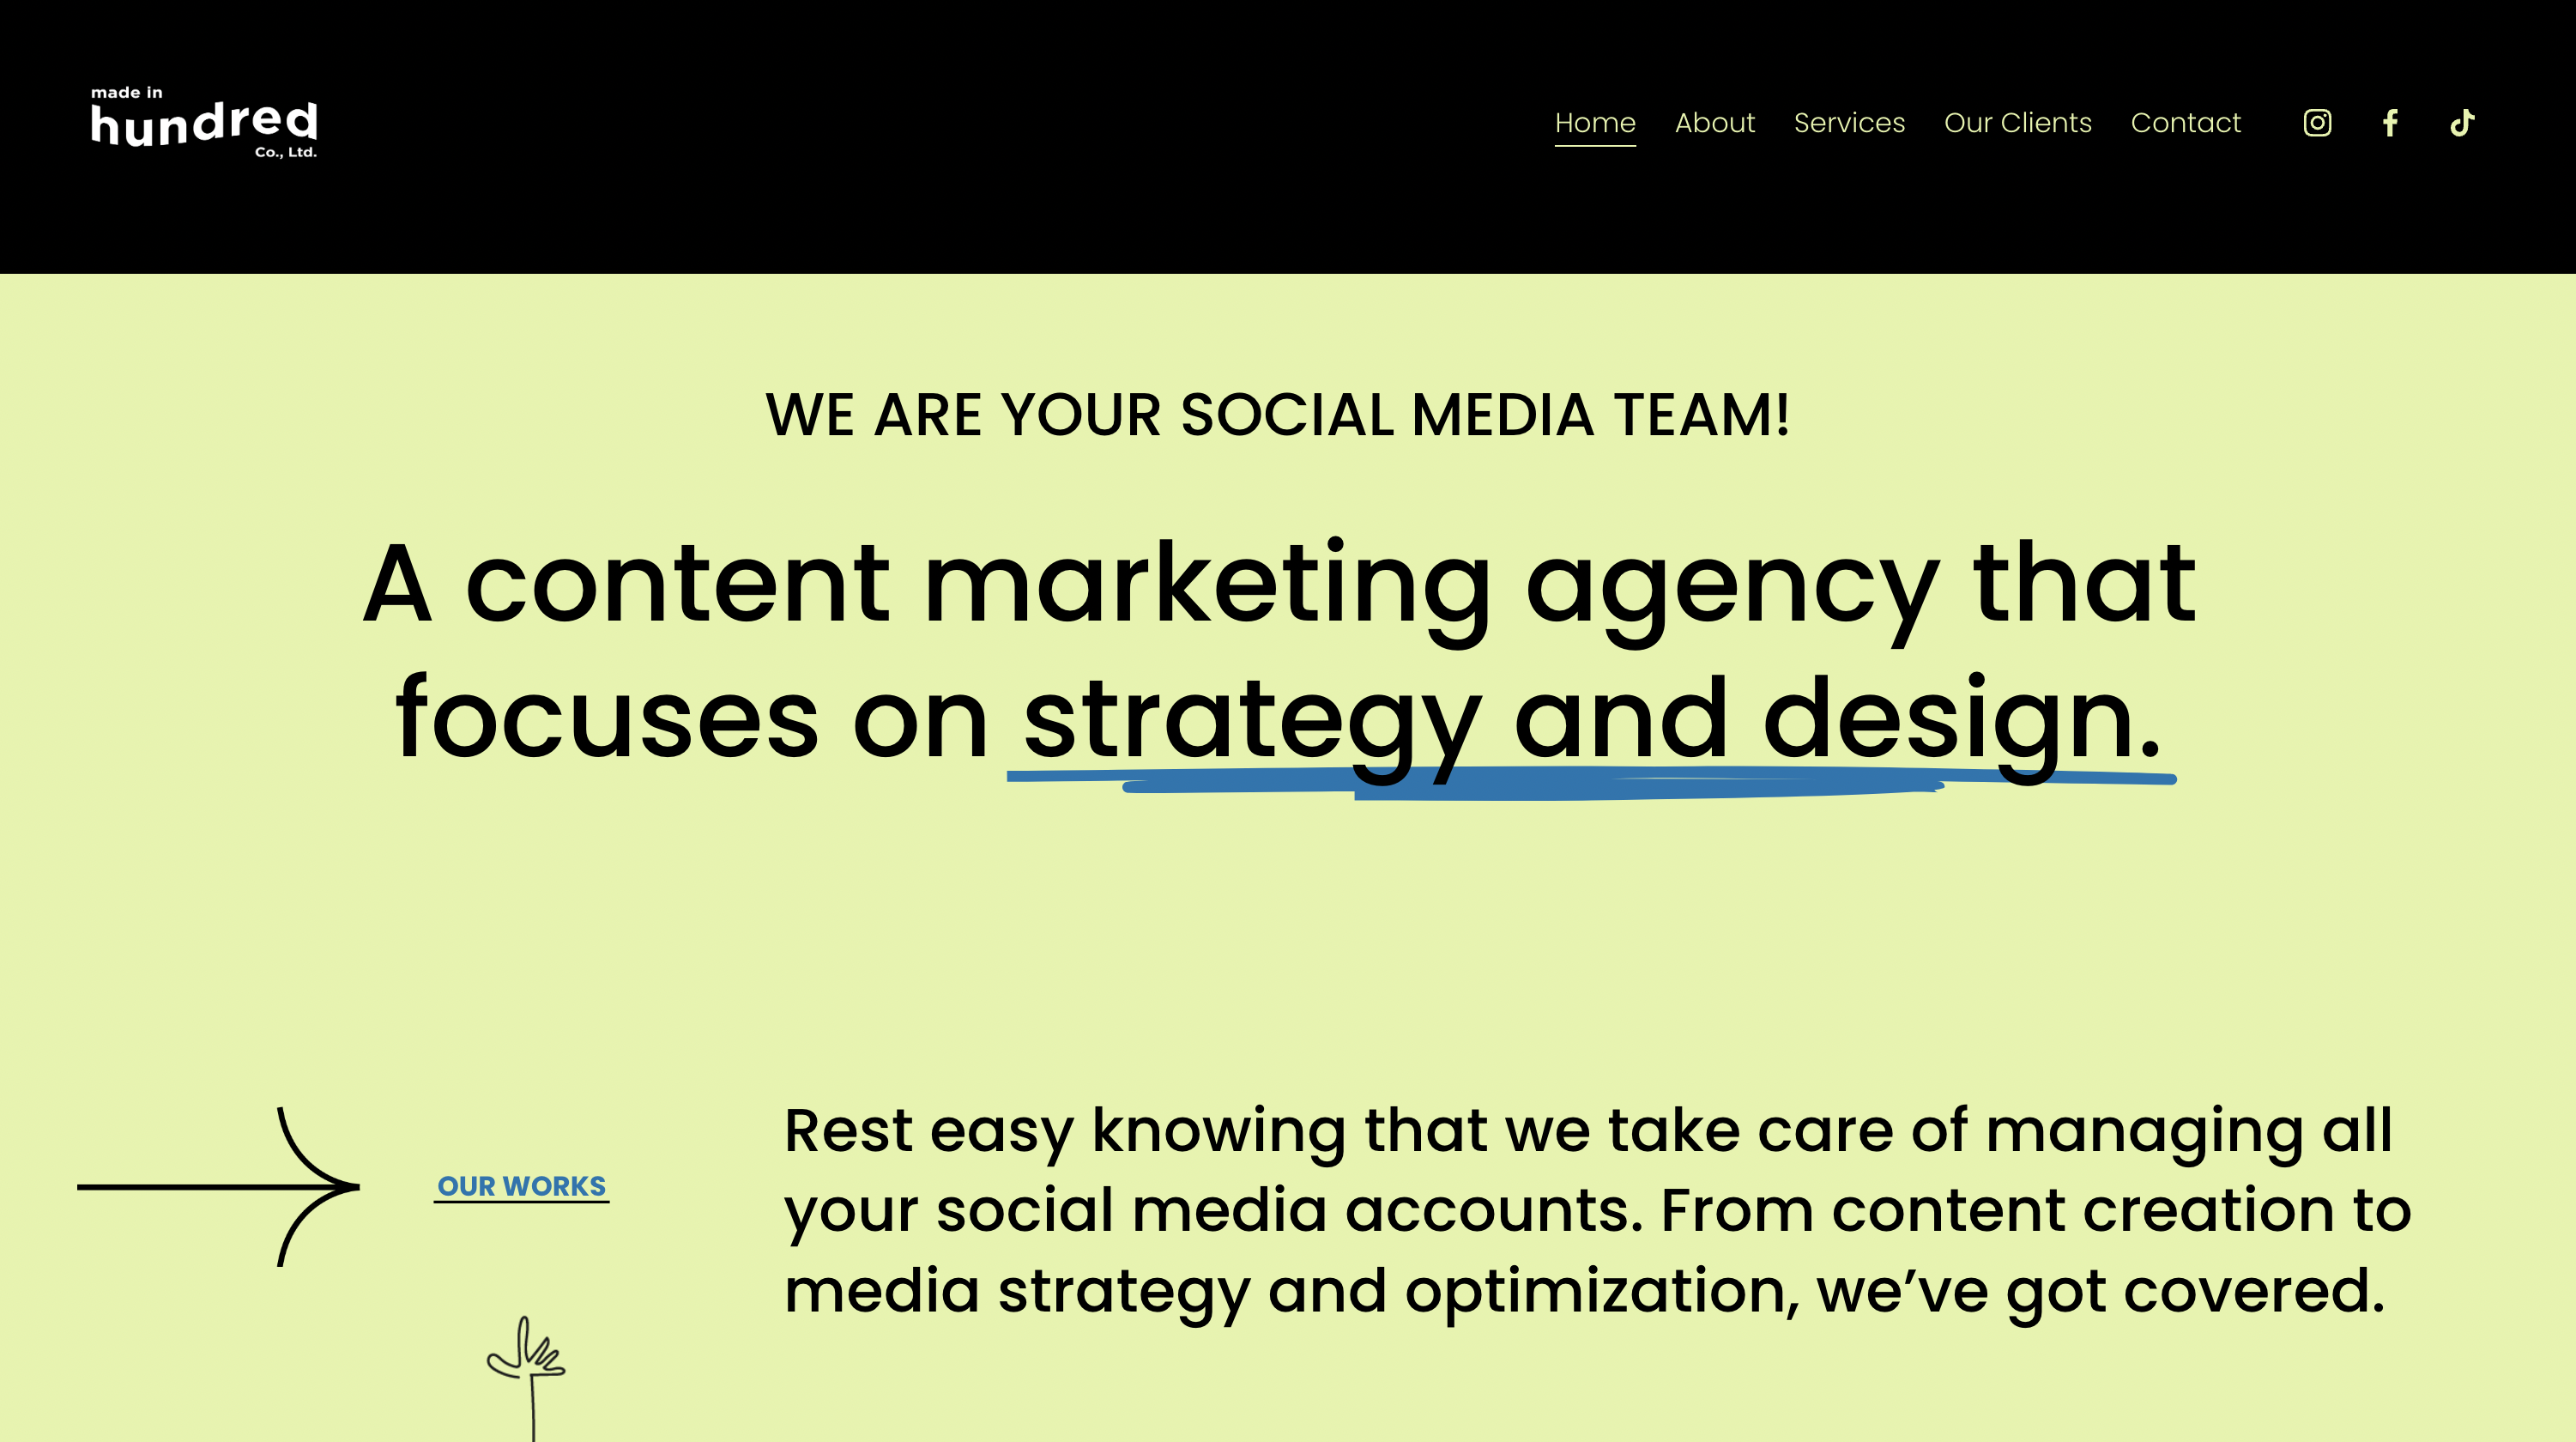 made in
hundred
Co., Ltd.
Home About Services Our Clients Contact
WE ARE YOUR SOCIAL MEDIA TEAM!
A content marketing agency that
focuses on strategy and design.
OUR WORKS
Rest easy knowing that we take care of managing all
your social media accounts. From content creation to
media strategy and optimization, we’ve got covered.